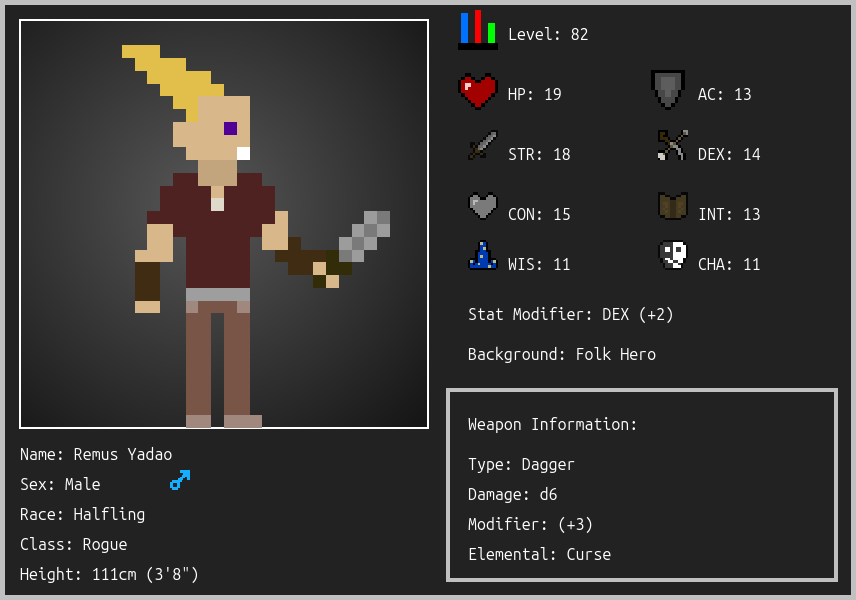 Level: 82
HP: 19
AC: 13
STR: 18
DEX: 14
CON: 15
INT: 13
WIS: 11
CHA: 11
Stat Modifier: DEX (+2)
Background: Folk Hero
Weapon Information:
Type: Dagger
Damage: d6
Modifier: (+3)
Elemental: Curse
Name: Remus Yadao
Sex: Male
Race: Halfling
Class: Rogue
Height: 111cm (3'8")